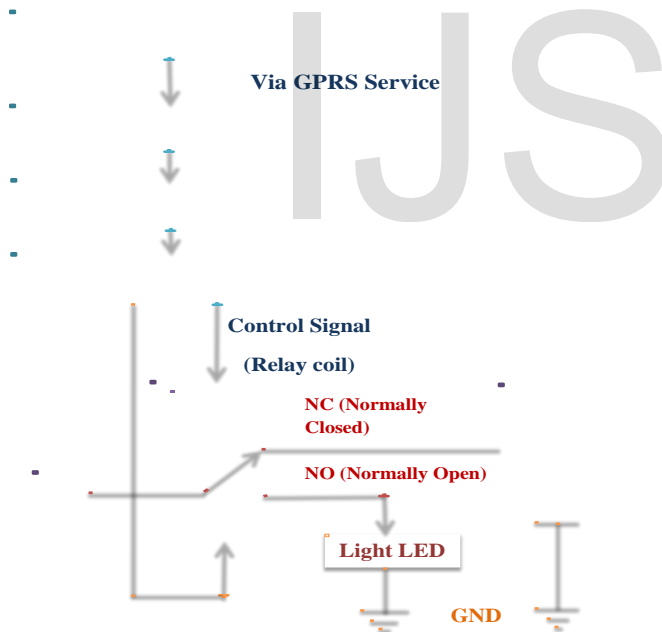 IJS
Via GPRS Service
Control Signal
(Relay coil)
NC (Normally
Closed)
NO (Normally Open)
Light LED
GND